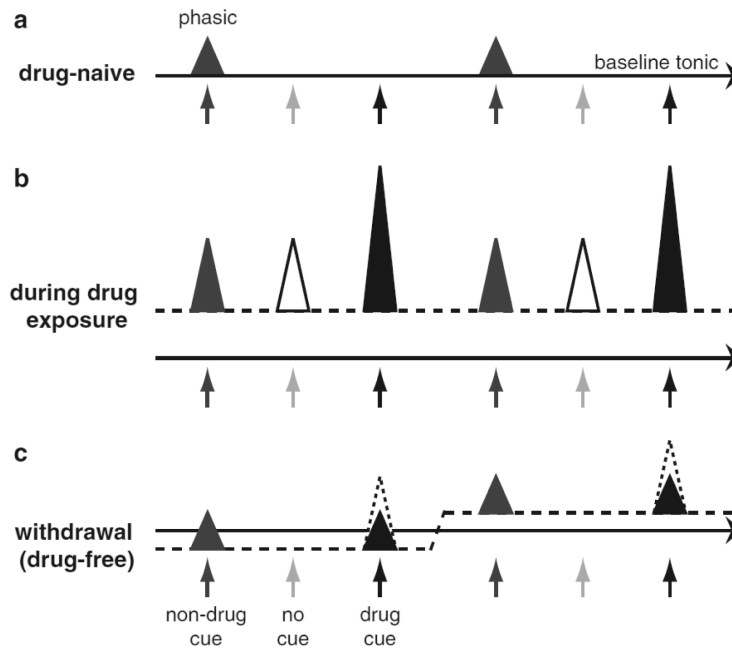 a
phasic
drug-naive
baseline tonic
b
during drug
exposure
c
withdrawal
(drug-free)
non-drug
cue
no
cue
drug
cue